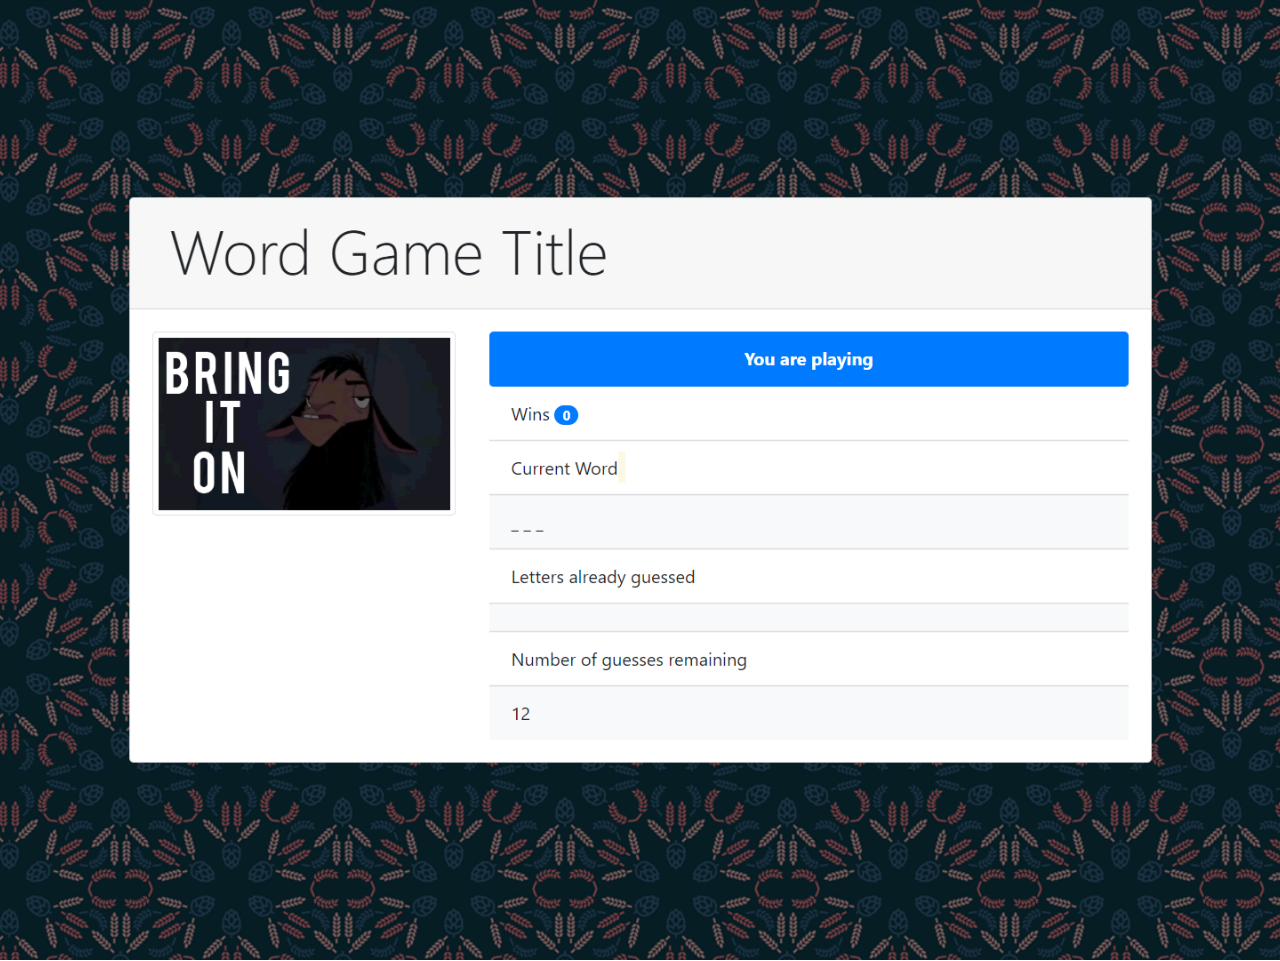 Word Game Title
BRING
IT
ON
You are playing
Wins 0
Current Word
_ _ _
Letters already guessed
Number of guesses remaining
12